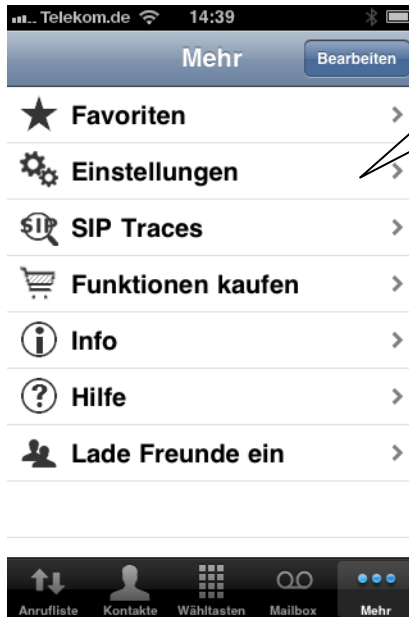 Telekom.de 14:39
Mehr Bearbeiten
Favoriten
Einstellungen
SIP
SIP Traces
Funktionen kaufen
Info
Hilfe
Lade Freunde ein
Anrufliste Kontakte Wähltasten Mailbox Mehr